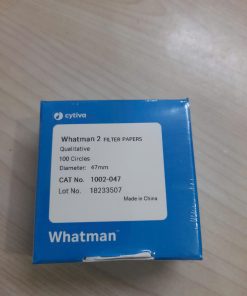 cytiva
Whatman 2 FILTER PAPERS
Qualitative
100 Circles
Diameter: 47mm
CAT No. 1002-047
Lot No. 18233507
Made in China
Whatman™